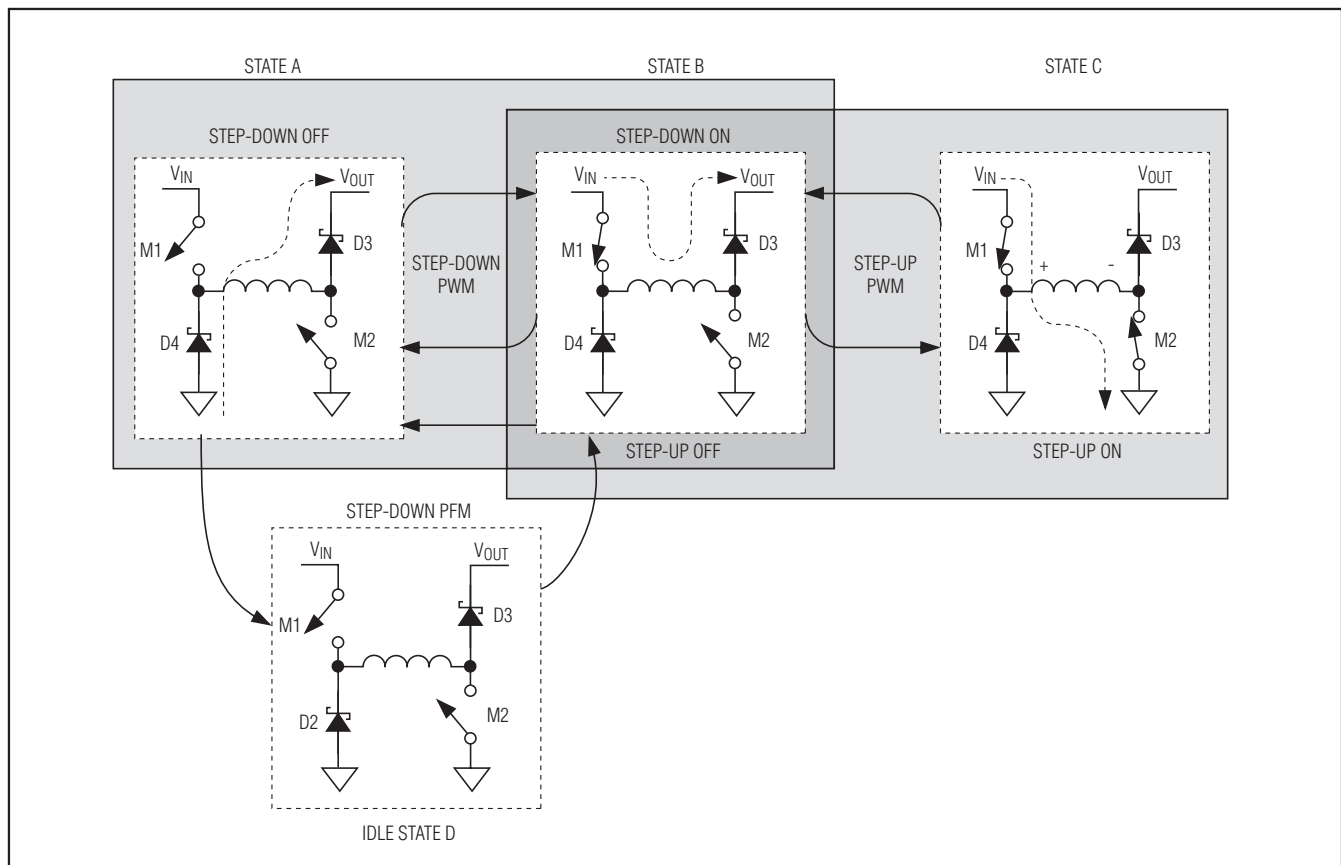 STATE A
STATE B
STATE C
STEP-DOWN OFF
VIN
VOUT
M1
D3
D4
M2
STEP-DOWN
PWM
STEP-DOWN ON
VIN
VOUT
M1
D3
D4
M2
STEP-UP OFF
STEP-UP
PWM
VIN
VOUT
M1
D3
+
-
D4
M2
STEP-UP ON
STEP-DOWN PFM
VIN
VOUT
M1
D3
D2
M2
IDLE STATE D